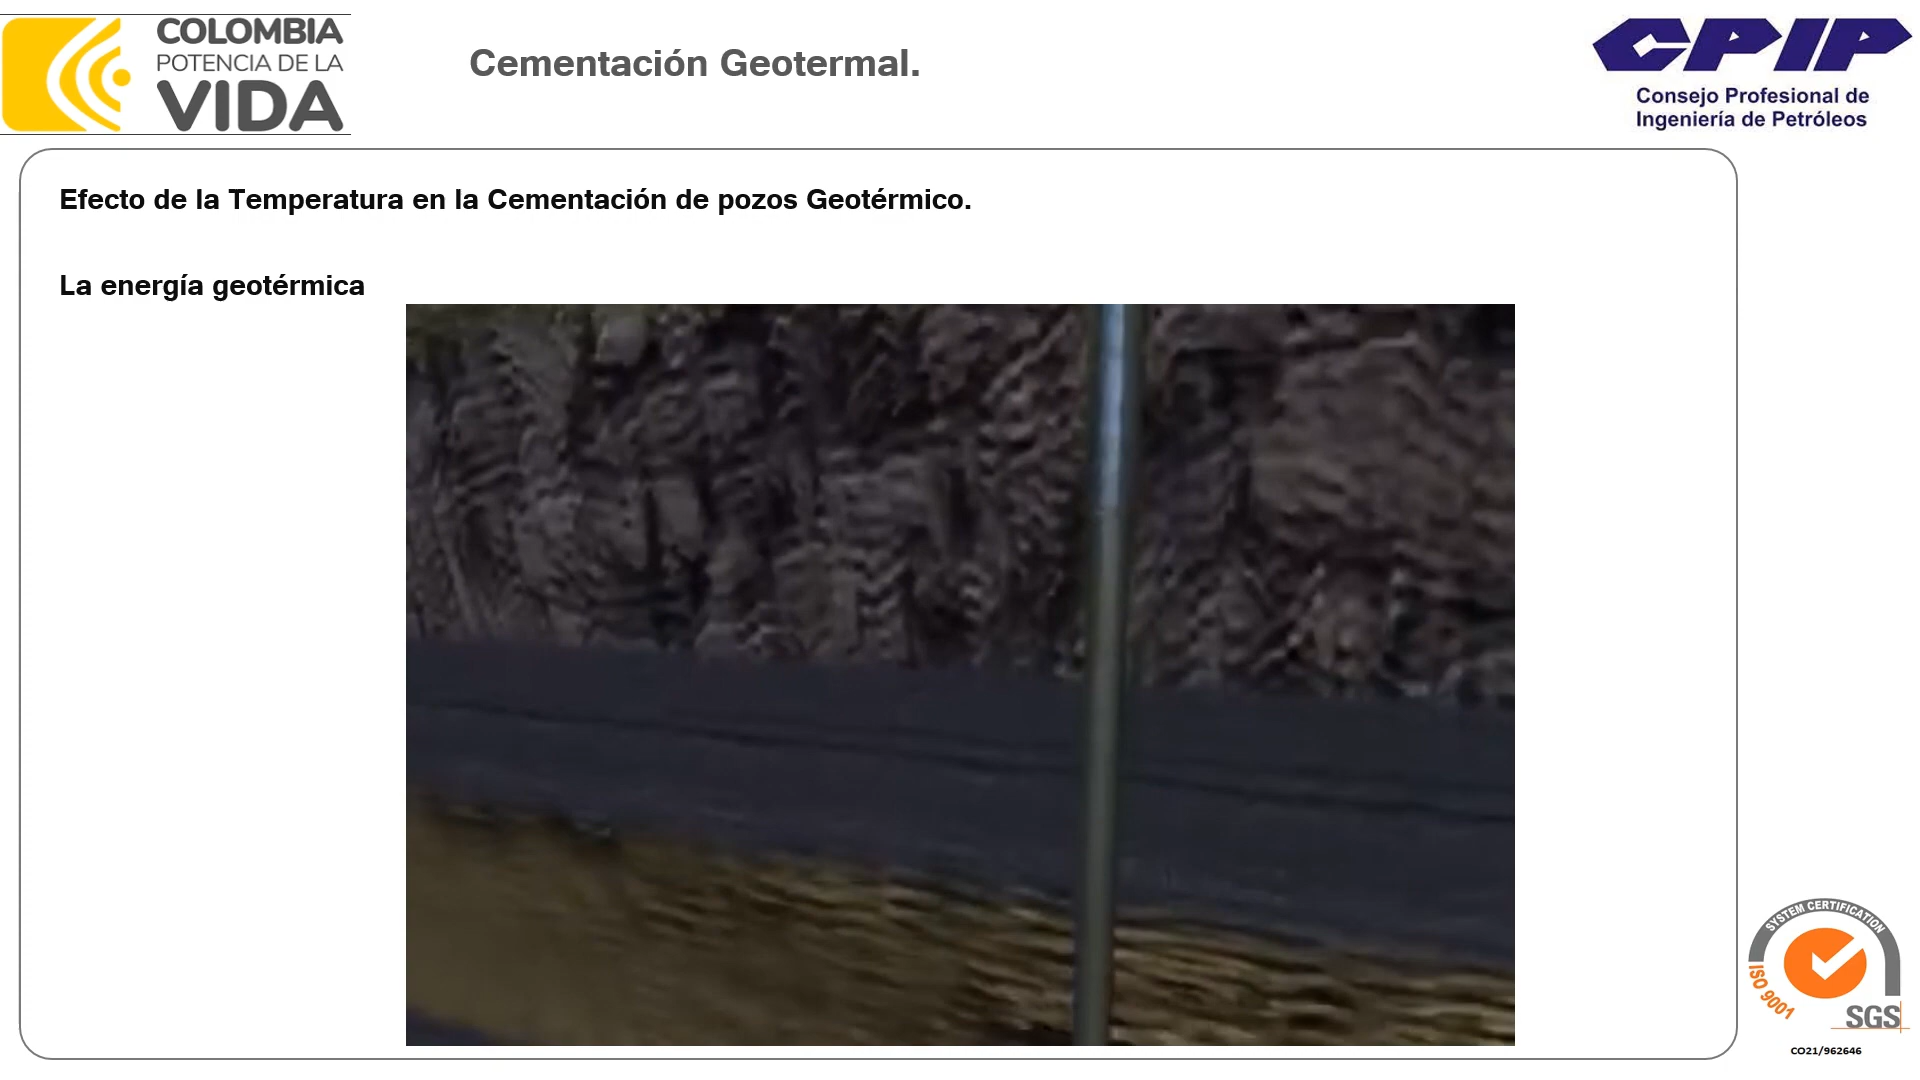 COLOMBIA
POTENCIA DE LA
VIDA
Cementación Geotermal.
CPIP
Consejo Profesional de
Ingeniería de Petróleos
Efecto de la Temperatura en la Cementación de pozos Geotérmico.
La energía geotérmica
SYSTEM CERTIFICATION
ISO 9001
SGS
CO21/962646